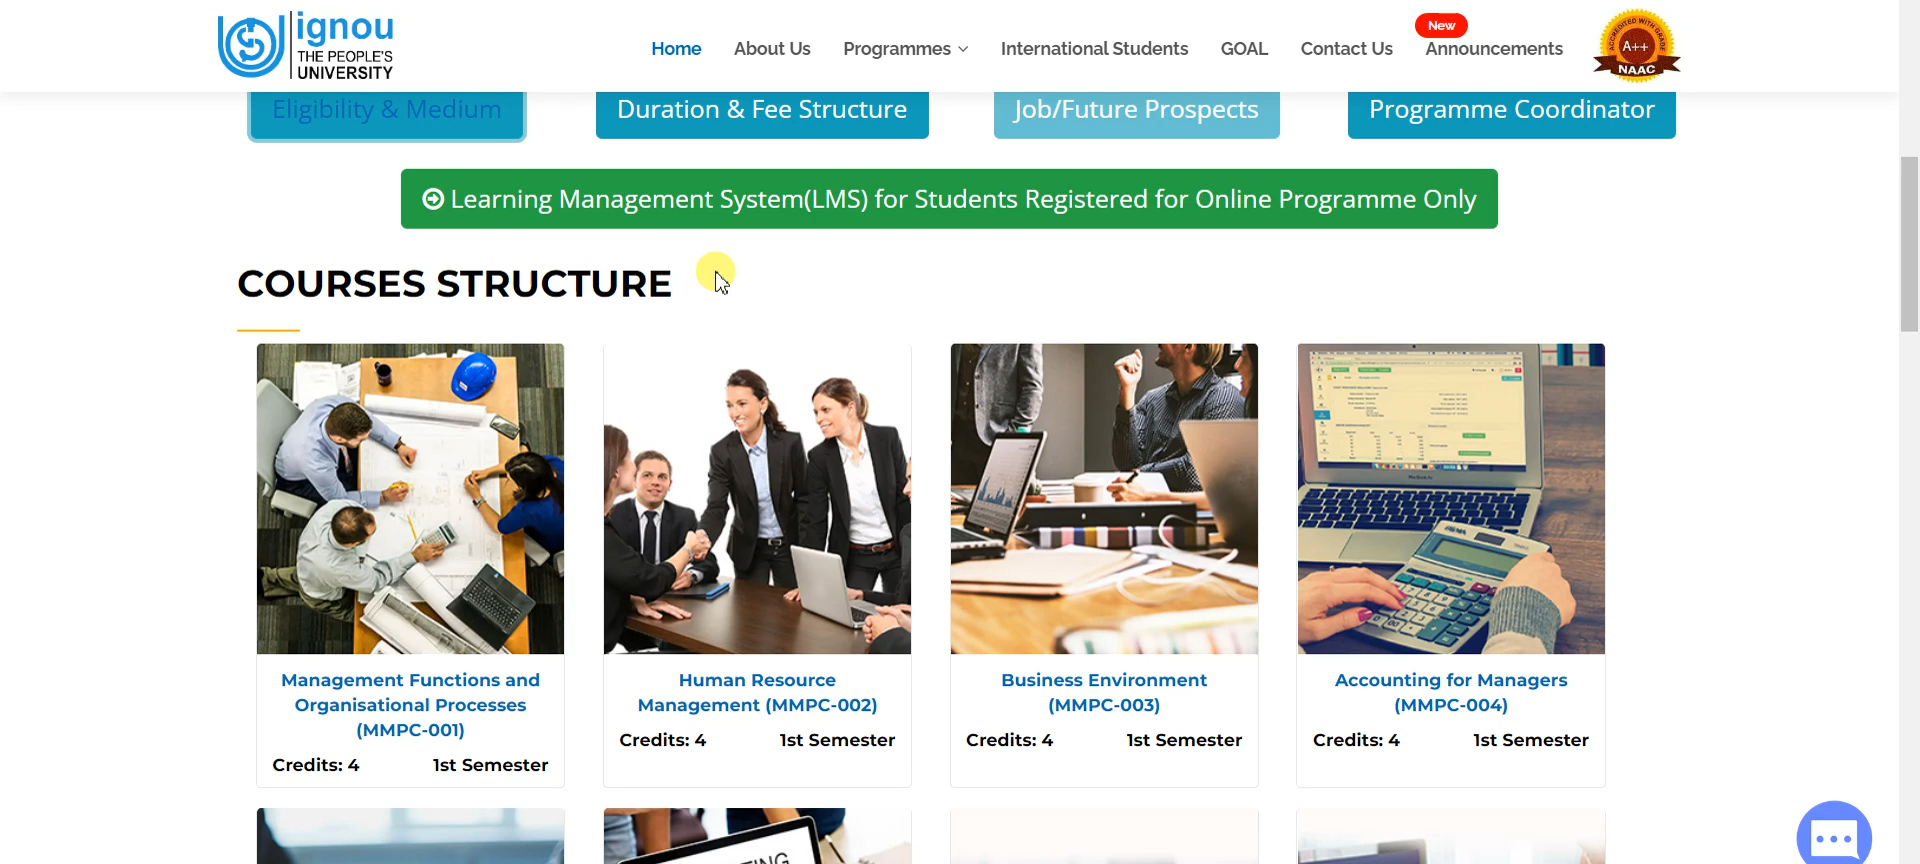 ignou
THE PEOPLE'S
UNIVERSITY
Home
About Us
Programmes
International Students
GOAL
Contact Us
New
Announcements
ACCREDITED WITH GRADE
A++
NAAC
Eligibility & Medium
Duration & Fee Structure
Job/Future Prospects
Programme Coordinator
Learning Management System(LMS) for Students Registered for Online Programme Only
COURSES STRUCTURE
Management Functions and
Organisational Processes
(MMPC-001)
Credits: 4 1st Semester
Human Resource
Management (MMPC-002)
Credits: 4 1st Semester
Business Environment
(MMPC-003)
Credits: 4 1st Semester
Accounting for Managers
(MMPC-004)
Credits: 4 1st Semester